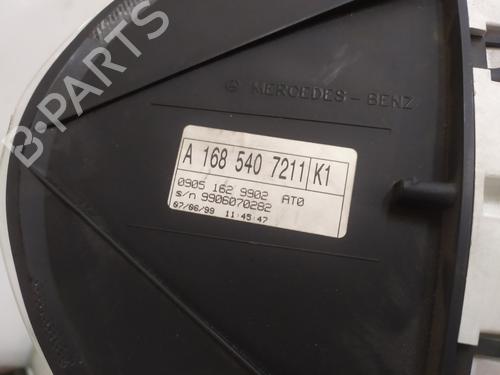 B-PARTS
MERCEDES-BENZ
A 168 540 7211 K1
0905 162 9902 AT0
s/n 9906070282
07/06/99 11:45:47